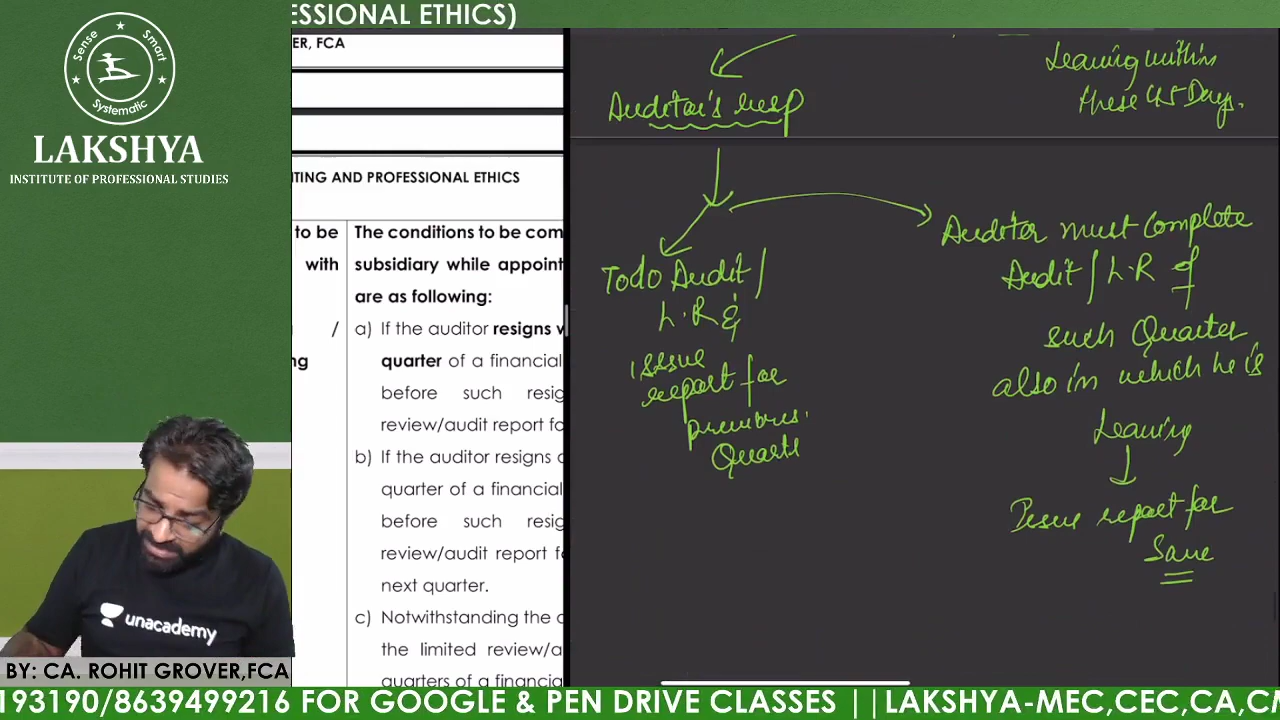 ESSIONAL ETHICS)
ER, FCA
Sense
Smart
Systematic
LAKSHYA
INSTITUTE OF PROFESSIONAL STUDIES
ITING AND PROFESSIONAL ETHICS
to be
with
/
ng
The conditions to be com
subsidiary while appoint
are as following:
a) If the auditor resigns w
quarter of a financial
before such resig
review/audit report fo
b) If the auditor resigns a
quarter of a financial
before such resig
review/audit report fo
next quarter.
c) Notwithstanding the a
the limited review/a
quarters of a financia
Leaving within
these 45 Days.
Auditor's resp
To do Audit /
L.R &
issue
report for
previous
Quarte
Auditor must complete
Audit / L.R of
such Quarter
also in which he is
Leaving
Issue report for
Same
unacademy
BY: CA. ROHIT GROVER,FCA
193190/8639499216 FOR GOOGLE & PEN DRIVE CLASSES ||LAKSHYA-MEC,CEC,CA,CM